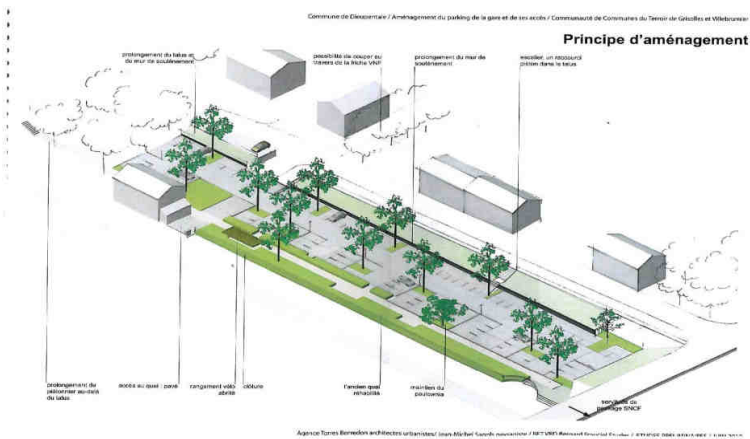 Commune de Dieupentale / Aménagement du parking de la gare et de ses accès / Communauté de Communes du Terroir de Grisolles et Villebrumier
Principe d'aménagement
prolongement du talus et
du mur de soutènement
possibilité de couper au
travers de la friche VNF
prolongement du mur de
soutènement
escalier, un raccourci
piéton dans le talus
prolongement du
piétonnier au-delà
du talus
accès au quai : pavé
rangement vélo
abrité
clôture
l'ancien quai
réhabilité
maintien du
paulownia
servitude de
passage SNCF
Agence Torres Borredon architectes urbanistes/ Jean-Michel